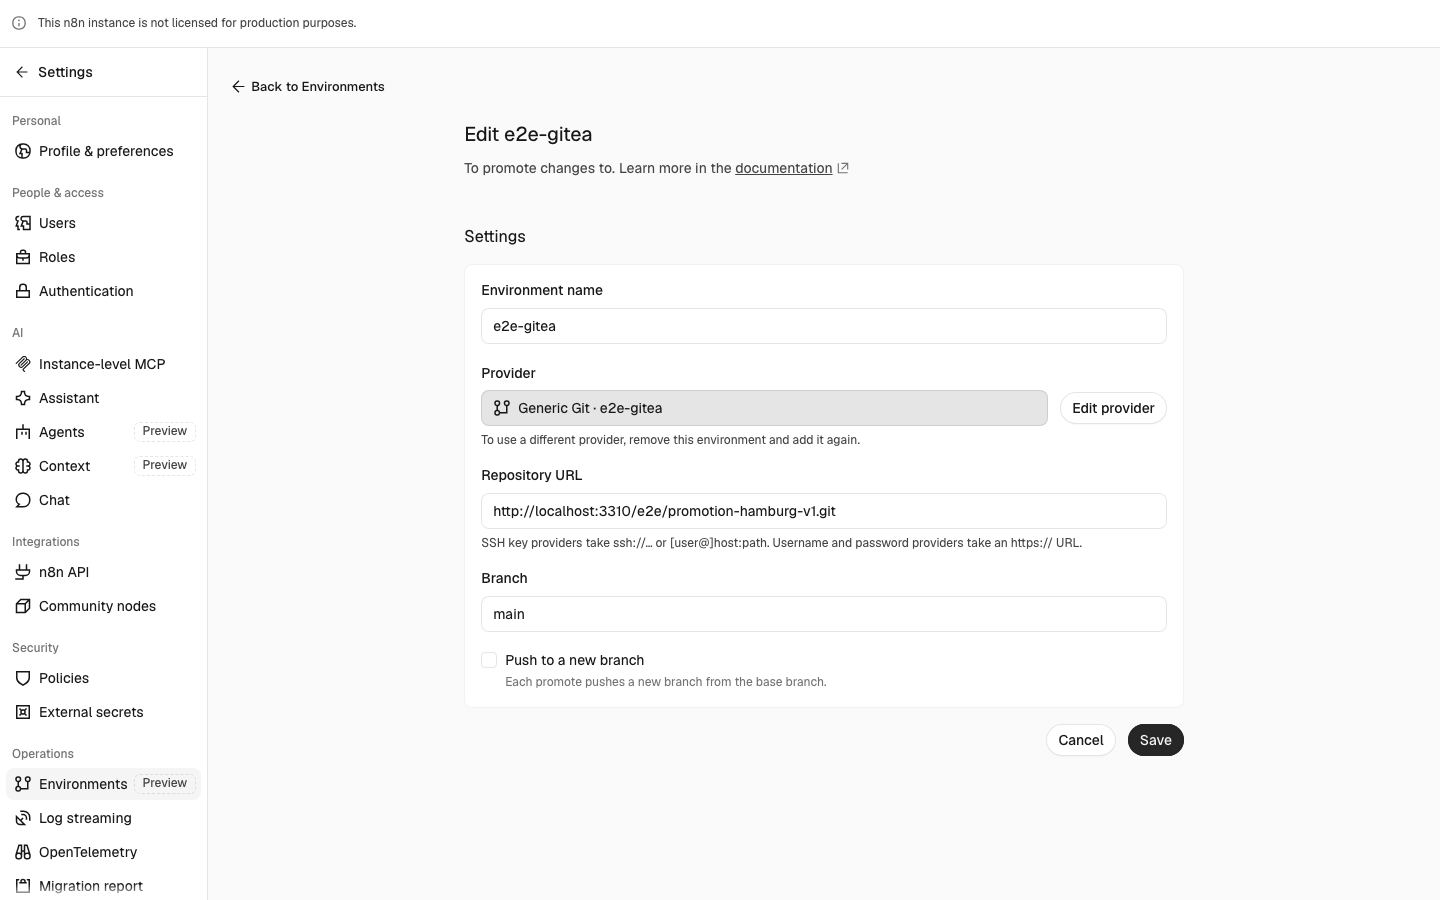 This n8n instance is not licensed for production purposes.
Settings
Personal
Profile & preferences
People & access
Users
Roles
Authentication
AI
Instance-level MCP
Assistant
Agents Preview
Context Preview
Chat
Integrations
n8n API
Community nodes
Security
Policies
External secrets
Operations
Environments Preview
Log streaming
OpenTelemetry
Migration report
Back to Environments
Edit e2e-gitea
To promote changes to. Learn more in the documentation
Settings
Environment name
e2e-gitea
Provider
Generic Git · e2e-gitea
Edit provider
To use a different provider, remove this environment and add it again.
Repository URL
http://localhost:3310/e2e/promotion-hamburg-v1.git
SSH key providers take ssh://… or [user@]host:path. Username and password providers take an https:// URL.
Branch
main
Push to a new branch
Each promote pushes a new branch from the base branch.
Cancel Save